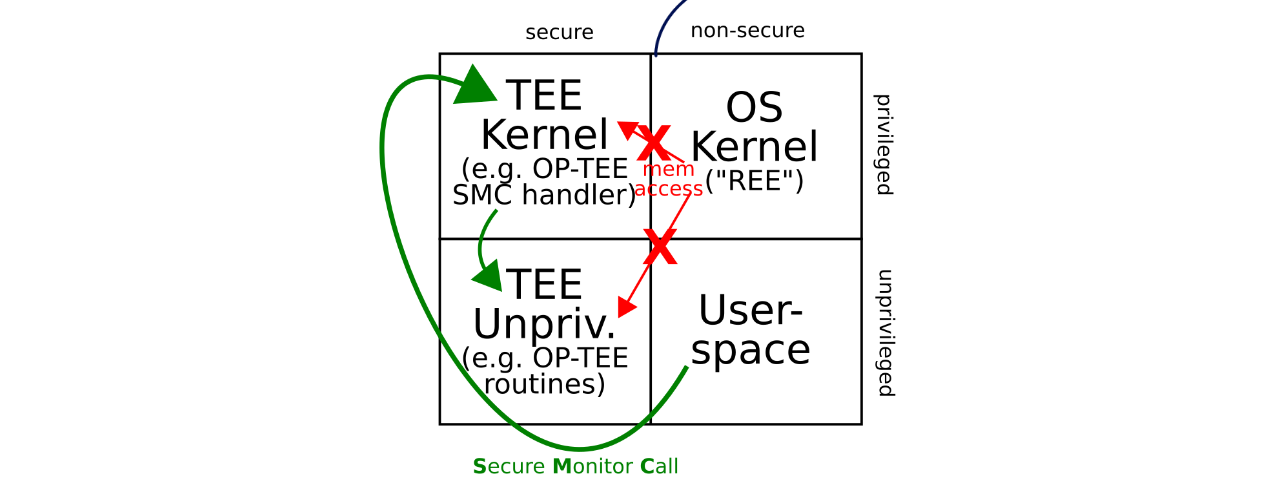 secure
non-secure
TEE
Kernel
(e.g. OP-TEE
SMC handler)
OS
Kernel
("REE")
privileged
X
mem
access
X
TEE
Unpriv.
(e.g. OP-TEE
routines)
User-
space
unprivileged
Secure Monitor Call